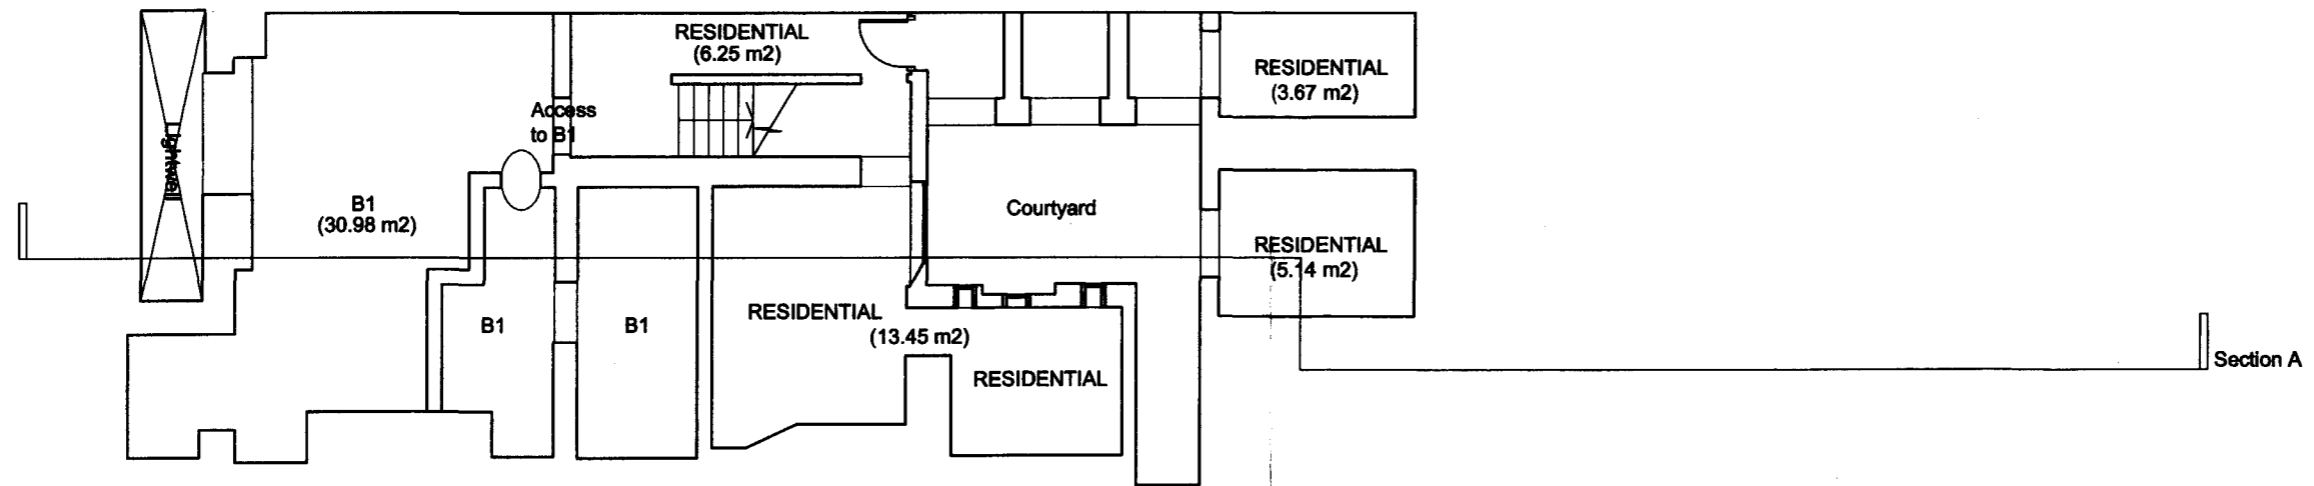 RESIDENTIAL
(6.25 m2)
RESIDENTIAL
(3.67 m2)
Access
to B1
Lightwell
B1
(30.98 m2)
Courtyard
RESIDENTIAL
(5.14 m2)
B1
B1
RESIDENTIAL
(13.45 m2)
RESIDENTIAL
Section A